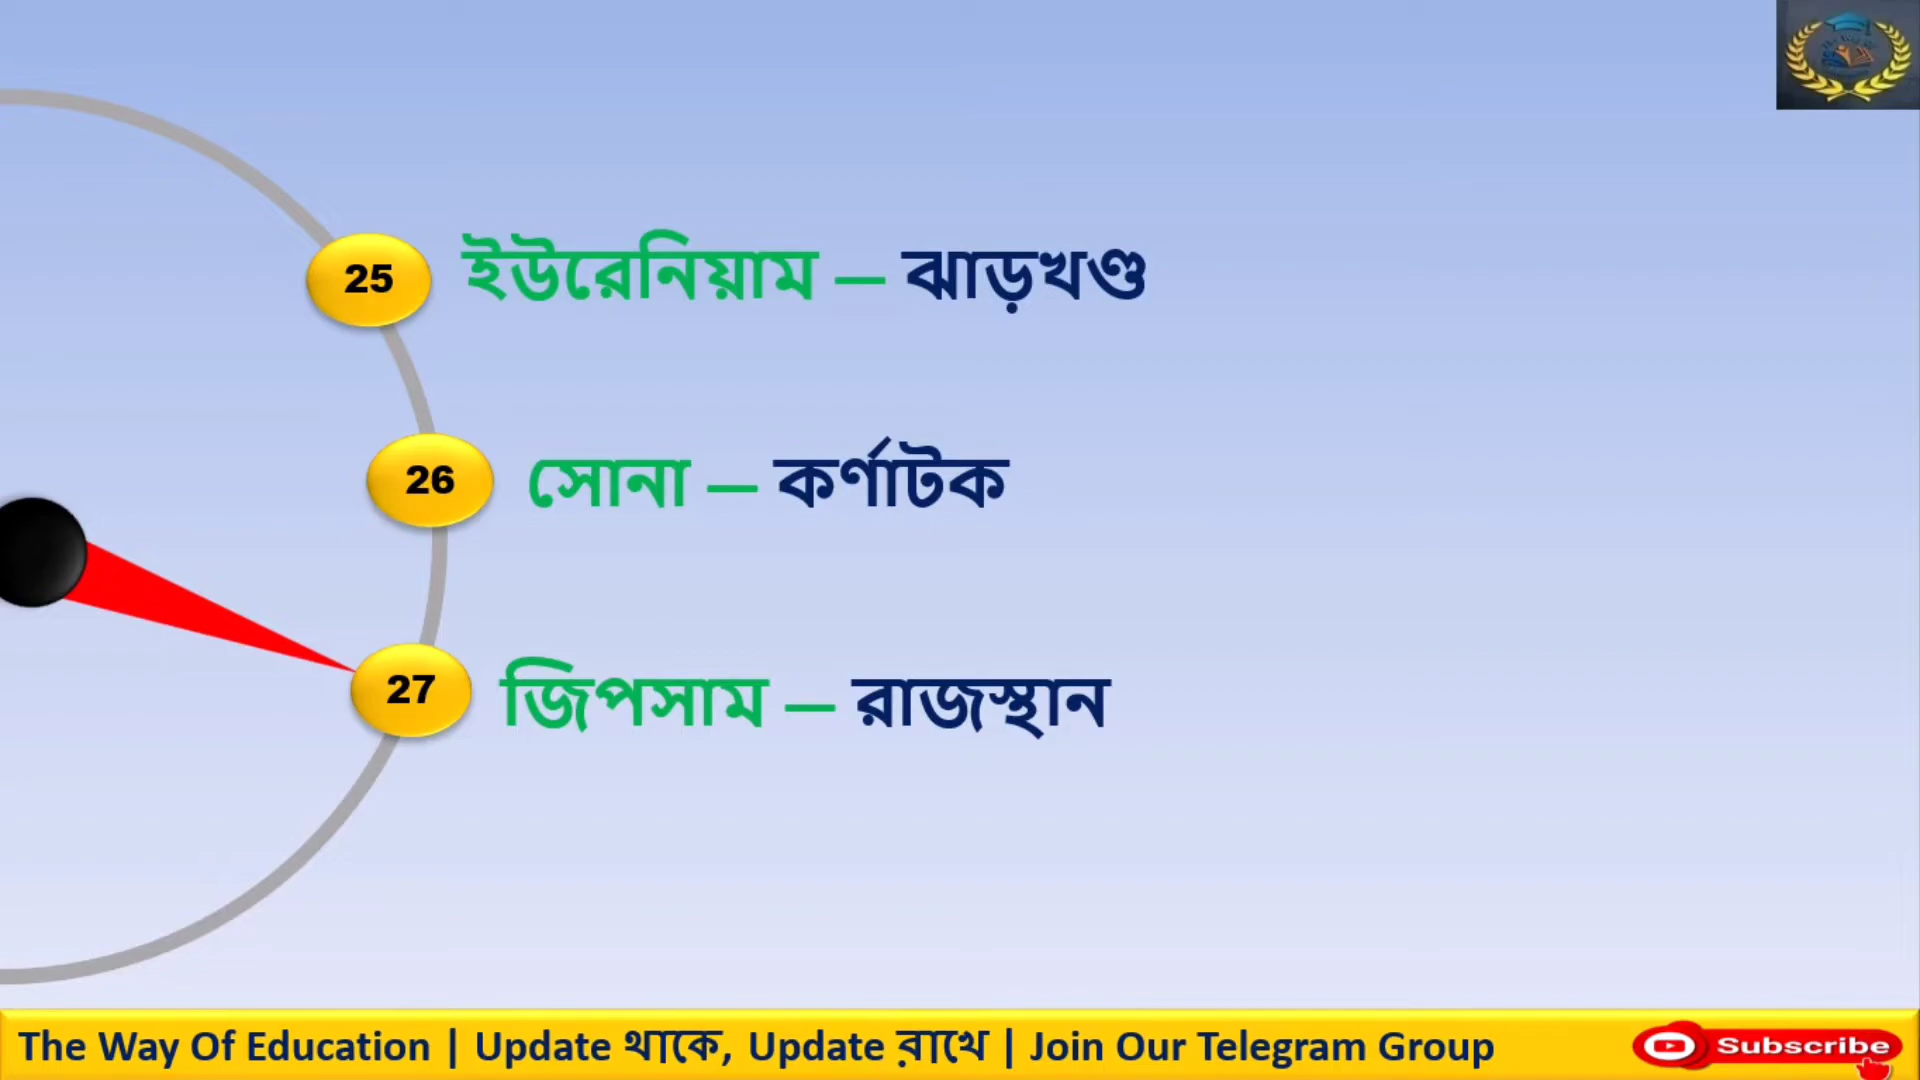 25 ইউরেনিয়াম – ঝাড়খণ্ড
26 সোনা – কর্ণাটক
27 জিপসাম – রাজস্থান
The Way Of Education | Update থাকে, Update রাখে | Join Our Telegram Group
Subscribe